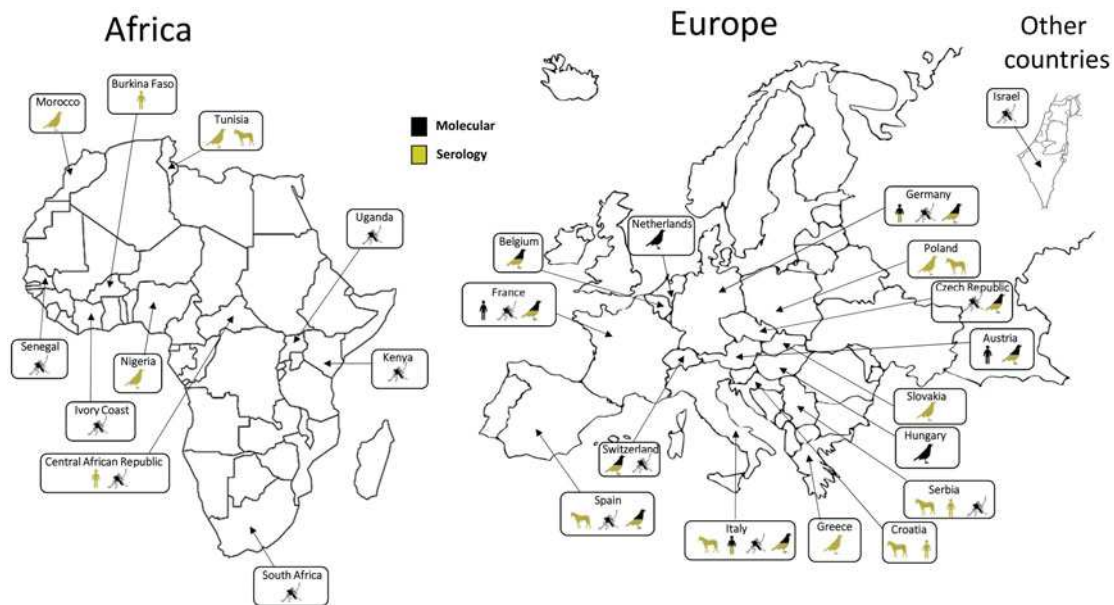 Africa
Europe
Other
countries
Burkina Faso
Morocco
Tunisia
Molecular
Serology
Israel
Uganda
Germany
Netherlands
Belgium
Poland
France
Czech Republic
Austria
Senegal
Nigeria
Kenya
Slovakia
Ivory Coast
Hungary
Switzerland
Central African Republic
Serbia
Spain
Italy
Greece
Croatia
South Africa